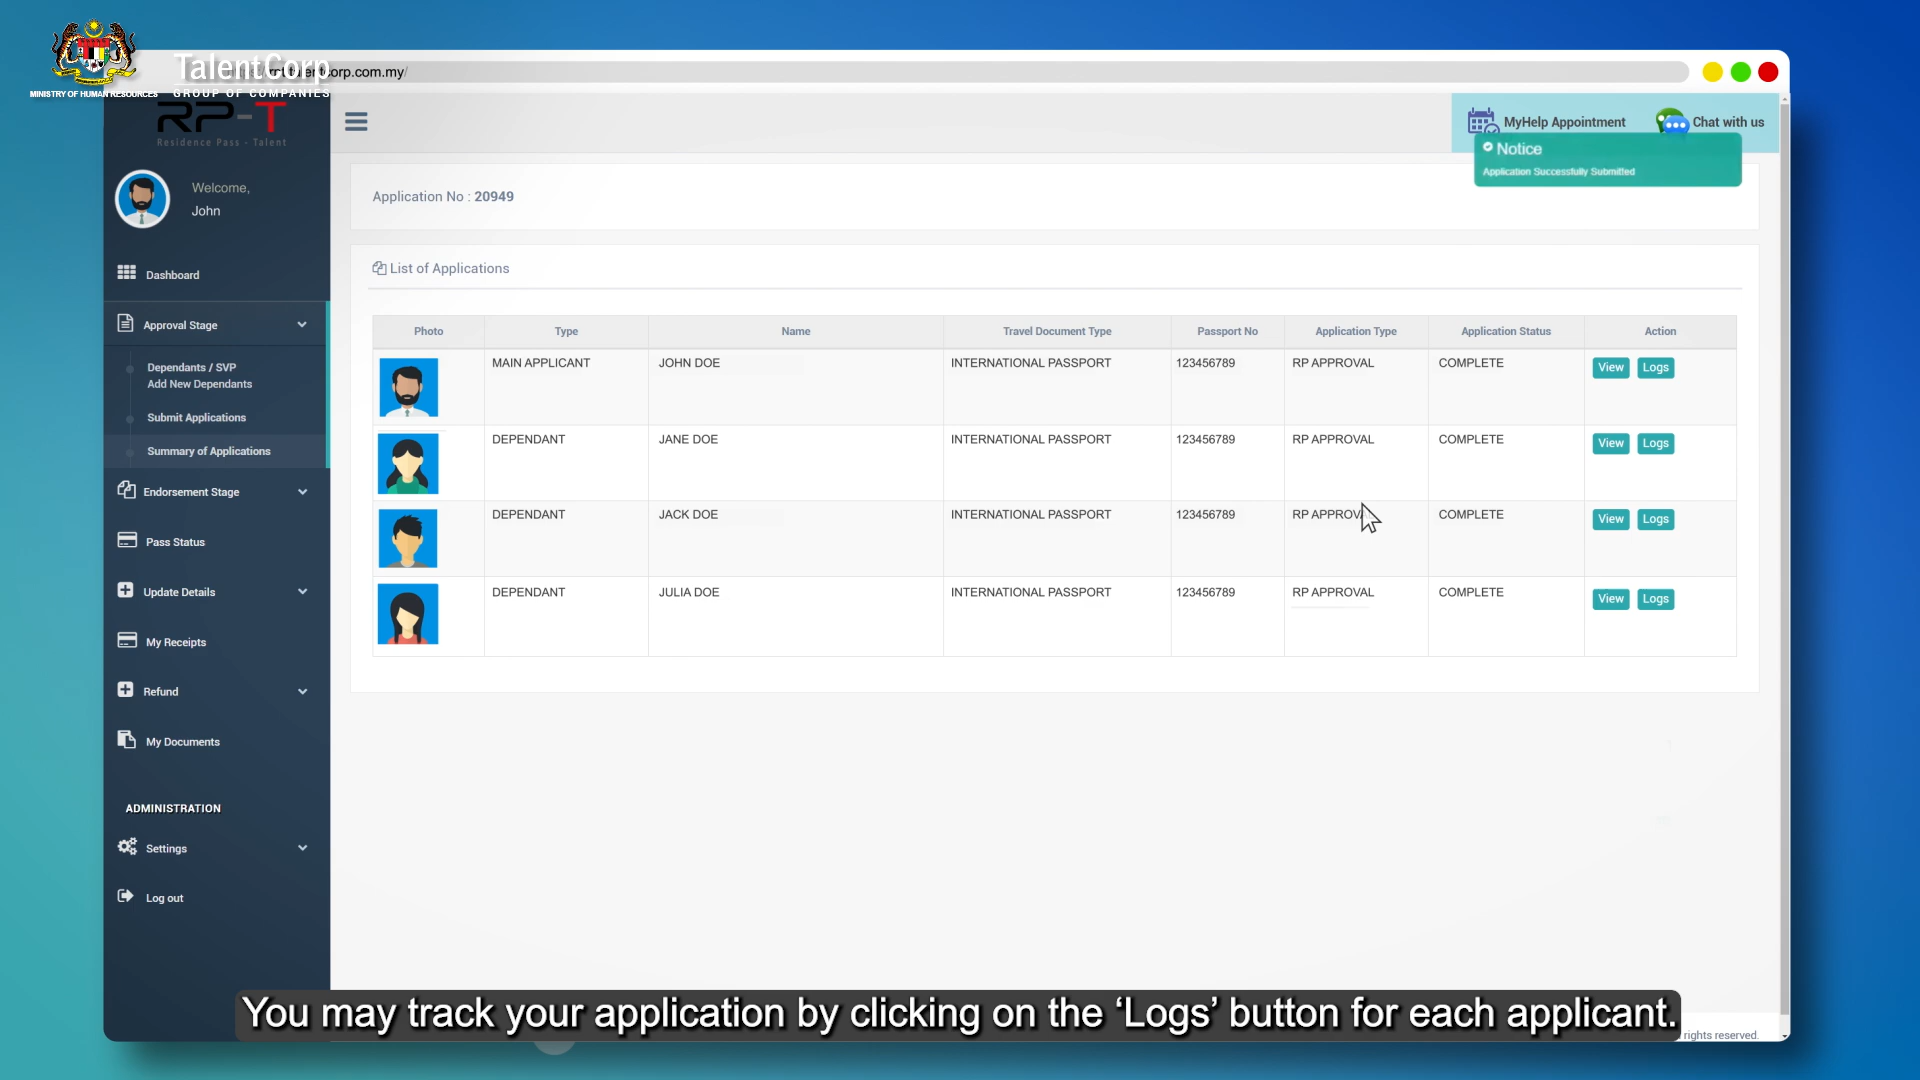 MINISTRY OF HUMAN RESOURCES
TalentCorp
GROUP OF COMPANIES
talentcorp.com.my/
RP-T
Residence Pass - Talent
MyHelp Appointment
Chat with us
Notice
Application Successfully Submitted
Welcome,
John
Application No : 20949
Dashboard
Approval Stage
Dependants / SVP
Add New Dependants
Submit Applications
Summary of Applications
Endorsement Stage
Pass Status
Update Details
My Receipts
Refund
My Documents
ADMINISTRATION
Settings
Log out
List of Applications
Photo Type Name Travel Document Type Passport No Application Type Application Status Action
MAIN APPLICANT JOHN DOE INTERNATIONAL PASSPORT 123456789 RP APPROVAL COMPLETE View Logs
DEPENDANT JANE DOE INTERNATIONAL PASSPORT 123456789 RP APPROVAL COMPLETE View Logs
DEPENDANT JACK DOE INTERNATIONAL PASSPORT 123456789 RP APPROVAL COMPLETE View Logs
DEPENDANT JULIA DOE INTERNATIONAL PASSPORT 123456789 RP APPROVAL COMPLETE View Logs
You may track your application by clicking on the ‘Logs’ button for each applicant.
rights reserved.